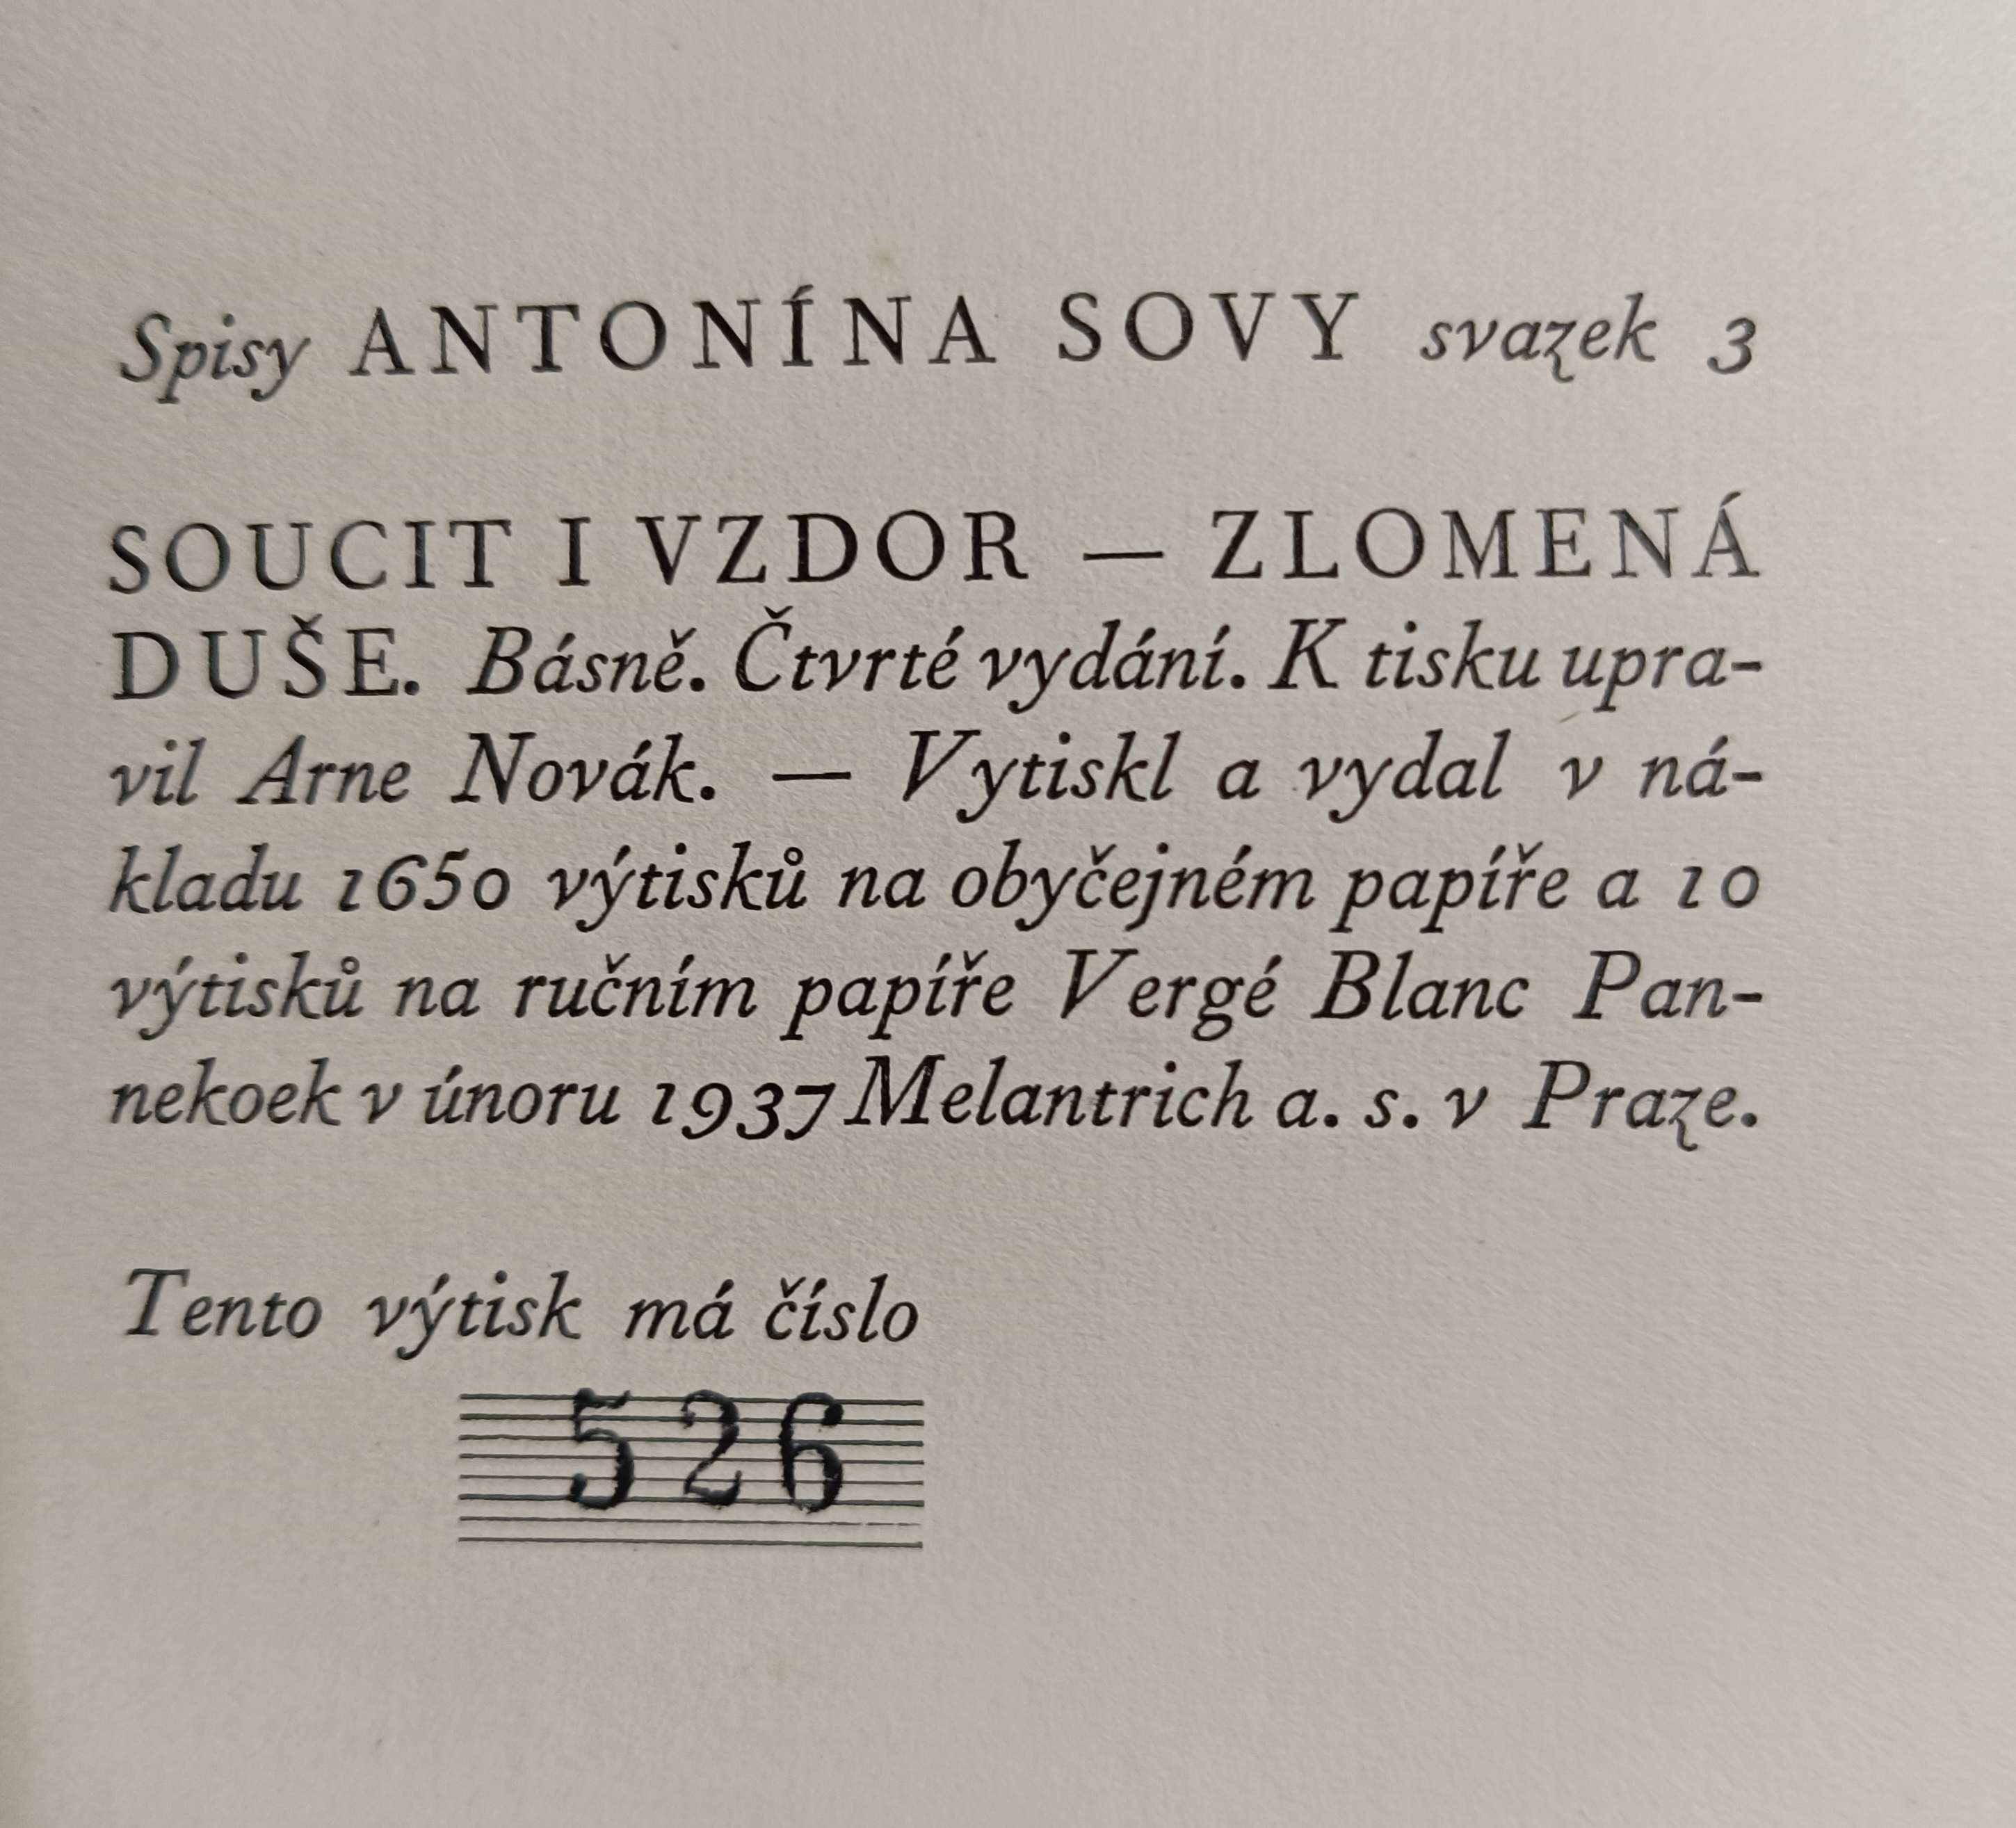 Spisy ANTONÍNA SOVY svazek 3
SOUCIT I VZDOR — ZLOMENÁ
DUŠE. Básně. Čtvrté vydání. K tisku upra-
vil Arne Novák. — Vytiskl a vydal v ná-
kladu 1650 výtisků na obyčejném papíře a 10
výtisků na ručním papíře Vergé Blanc Pan-
nekoek v únoru 1937 Melantrich a. s. v Praze.
Tento výtisk má číslo
526